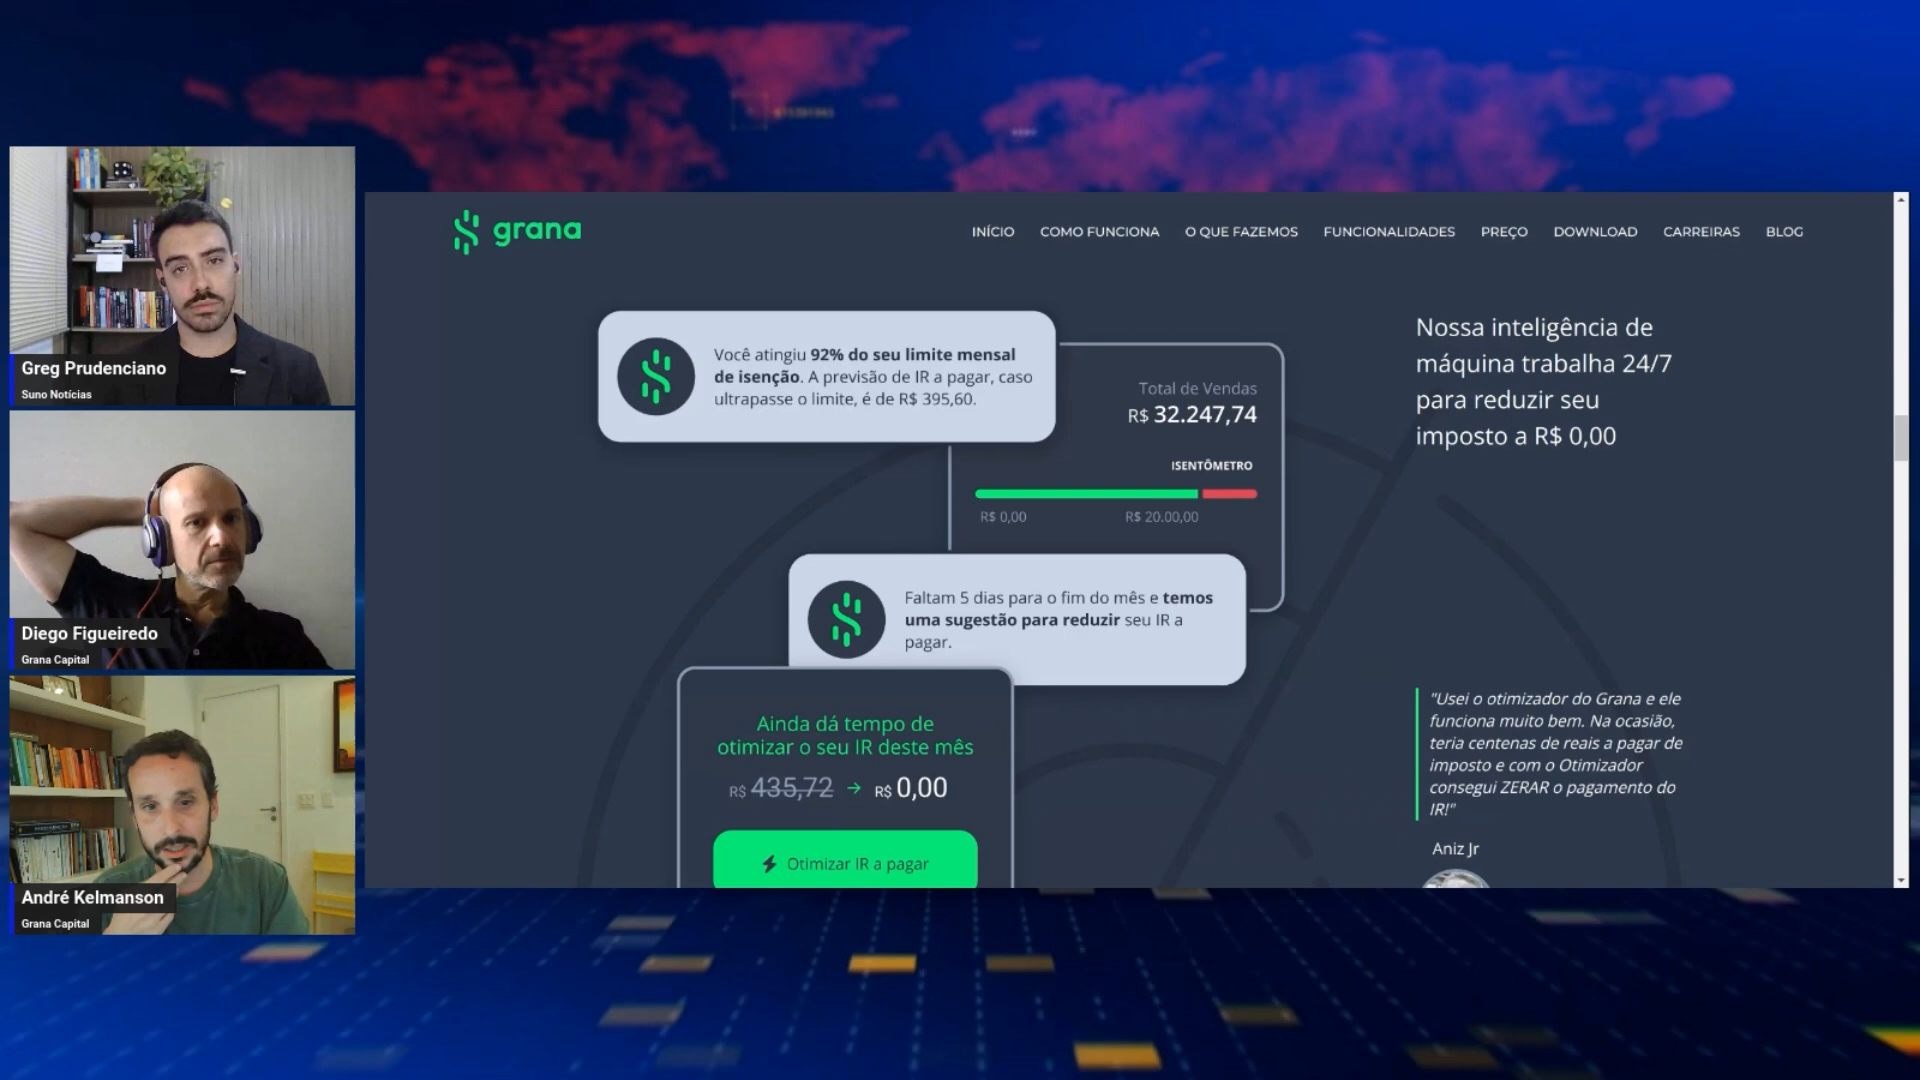 Greg Prudenciano
Suno Notícias
Diego Figueiredo
Grana Capital
André Kelmanson
Grana Capital
grana
INÍCIO COMO FUNCIONA O QUE FAZEMOS FUNCIONALIDADES PREÇO DOWNLOAD CARREIRAS BLOG
Você atingiu 92% do seu limite mensal
de isenção. A previsão de IR a pagar, caso
ultrapasse o limite, é de R$ 395,60.
Total de Vendas
R$ 32.247,74
ISENTÔMETRO
R$ 0,00 R$ 20.00,00
Faltam 5 dias para o fim do mês e temos
uma sugestão para reduzir seu IR a
pagar.
Ainda dá tempo de
otimizar o seu IR deste mês
R$ 435,72 → R$ 0,00
Otimizar IR a pagar
Nossa inteligência de
máquina trabalha 24/7
para reduzir seu
imposto a R$ 0,00
"Usei o otimizador do Grana e ele
funciona muito bem. Na ocasião,
teria centenas de reais a pagar de
imposto e com o Otimizador
consegui ZERAR o pagamento do
IR!"
Aniz Jr